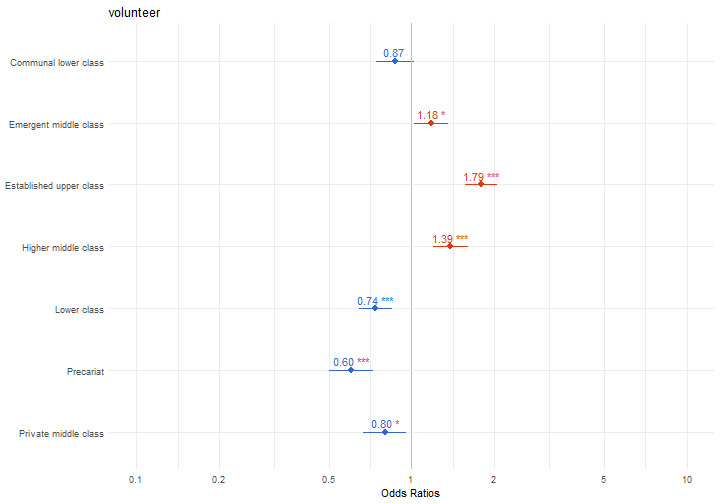 volunteer
Communal lower class
0.87
Emergent middle class
1.18 *
Established upper class
1.79 ***
Higher middle class
1.39 ***
Lower class
0.74 ***
Precariat
0.60 ***
Private middle class
0.80 *
0.1 0.2 0.5 1 2 5 10
Odds Ratios